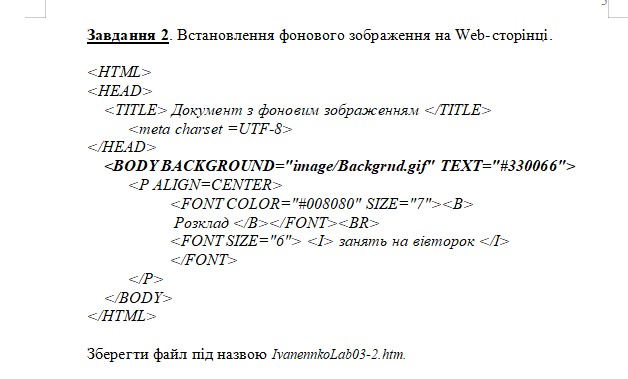 Завдання 2. Встановлення фонового зображення на Web-сторінці.
<HTML>
<HEAD>
<TITLE> Документ з фоновим зображенням </TITLE>
<meta charset =UTF-8>
</HEAD>
<BODY BACKGROUND="image/Backgrnd.gif" TEXT="#330066">
<P ALIGN=CENTER>
<FONT COLOR="#008080" SIZE="7"><B>
Розклад </B></FONT><BR>
<FONT SIZE="6"> <I> занять на вівторок </I>
</FONT>
</P>
</BODY>
</HTML>
Зберегти файл під назвою IvanennkoLab03-2.htm.